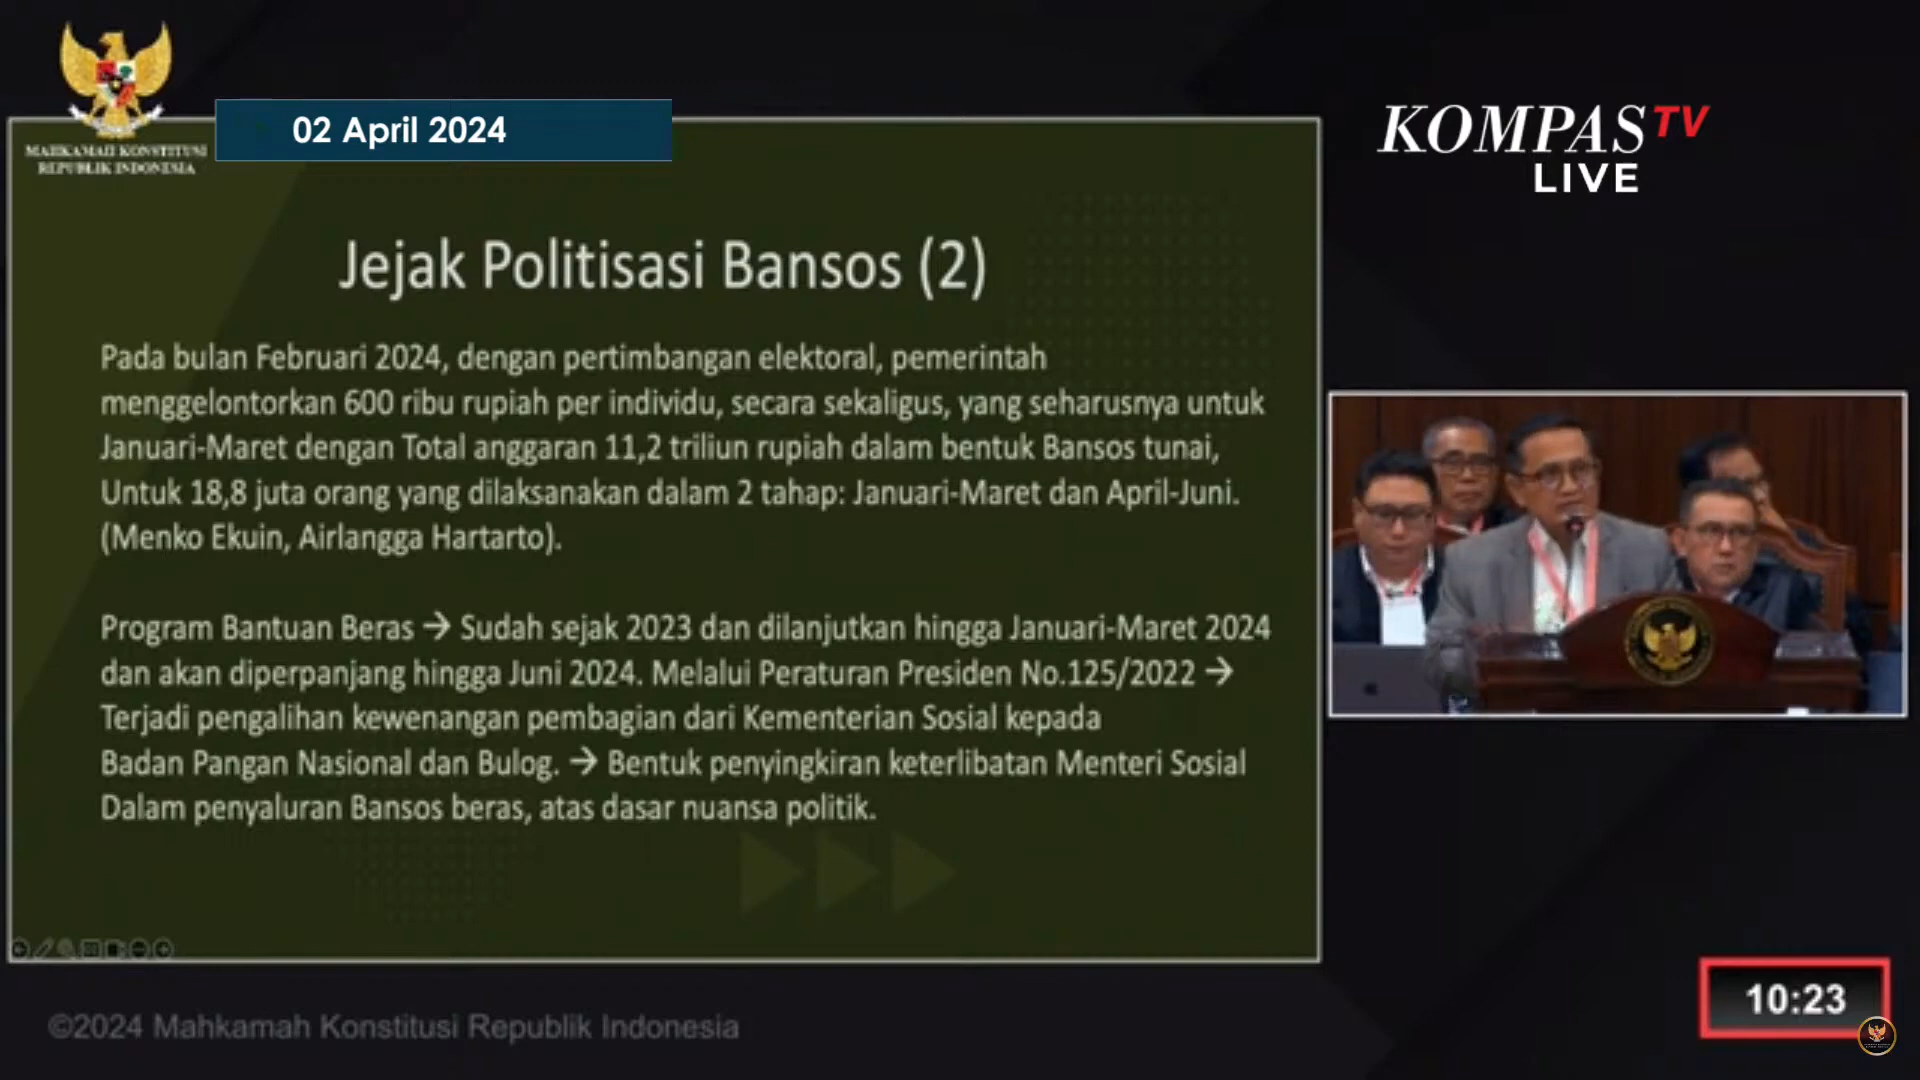 MAHKAMAH KONSTITUSI
REPUBLIK INDONESIA
02 April 2024
KOMPAS TV
LIVE
Jejak Politisasi Bansos (2)
Pada bulan Februari 2024, dengan pertimbangan elektoral, pemerintah
menggelontorkan 600 ribu rupiah per individu, secara sekaligus, yang seharusnya untuk
Januari-Maret dengan Total anggaran 11,2 triliun rupiah dalam bentuk Bansos tunai,
Untuk 18,8 juta orang yang dilaksanakan dalam 2 tahap: Januari-Maret dan April-Juni.
(Menko Ekuin, Airlangga Hartarto).
Program Bantuan Beras → Sudah sejak 2023 dan dilanjutkan hingga Januari-Maret 2024
dan akan diperpanjang hingga Juni 2024. Melalui Peraturan Presiden No.125/2022 →
Terjadi pengalihan kewenangan pembagian dari Kementerian Sosial kepada
Badan Pangan Nasional dan Bulog. → Bentuk penyingkiran keterlibatan Menteri Sosial
Dalam penyaluran Bansos beras, atas dasar nuansa politik.
©2024 Mahkamah Konstitusi Republik Indonesia
10:23